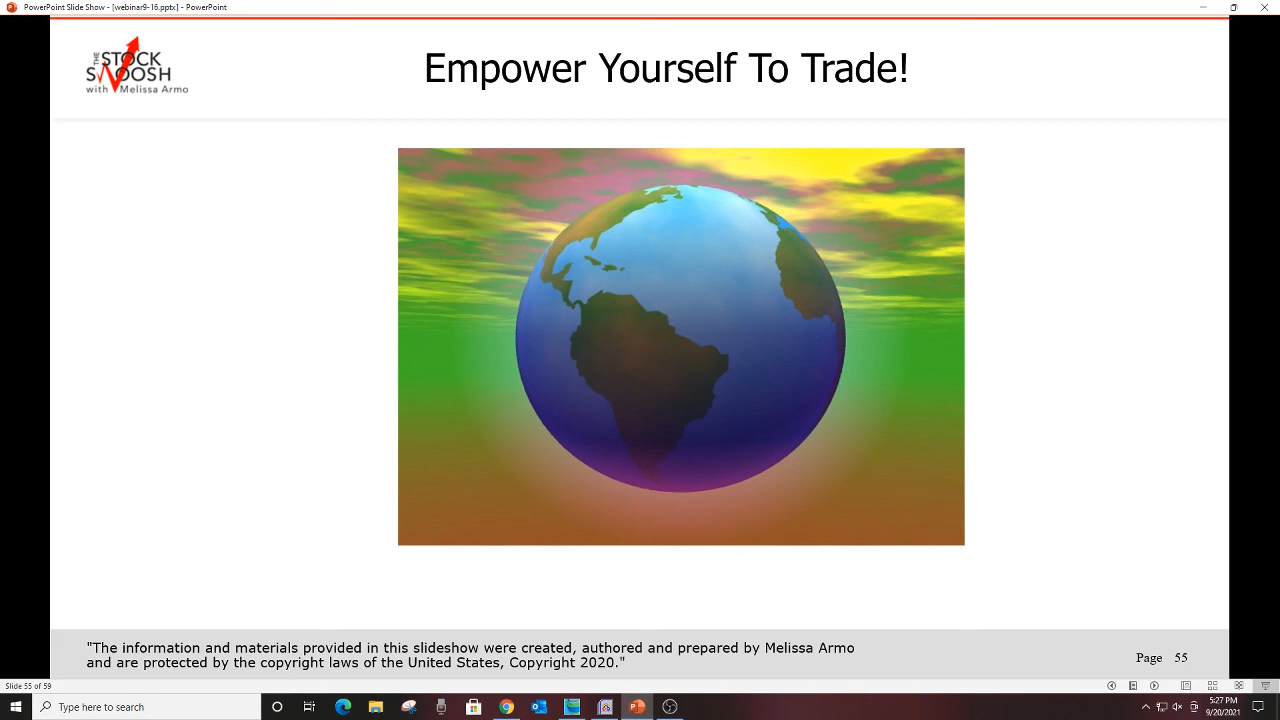 PowerPoint Slide Show - [webinar9-16.pptx] - PowerPoint
THE
STOCK
SWOOSH
with Melissa Armo
Empower Yourself To Trade!
"The information and materials provided in this slideshow were created, authored and prepared by Melissa Armo
and are protected by the copyright laws of the United States, Copyright 2020."
Page 55
Slide 55 of 59
Type here to search
5:27 PM
9/20/2021